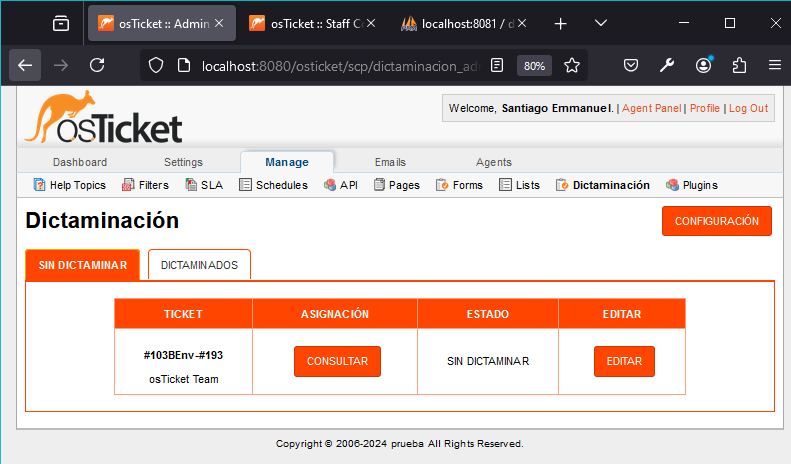 osTicket :: Admin
osTicket :: Staff C
localhost:8081 / d
localhost:8080/osticket/scp/dictaminacion_ad
80%
osTicket
Welcome, Santiago Emmanuel. | Agent Panel | Profile | Log Out
Dashboard Settings Manage Emails Agents
Help Topics Filters SLA Schedules API Pages Forms Lists Dictaminación Plugins
Dictaminación
CONFIGURACIÓN
SIN DICTAMINAR DICTAMINADOS
TICKET ASIGNACIÓN ESTADO EDITAR
#103BEnv-#193
osTicket Team
CONSULTAR
SIN DICTAMINAR
EDITAR
Copyright © 2006-2024 prueba All Rights Reserved.